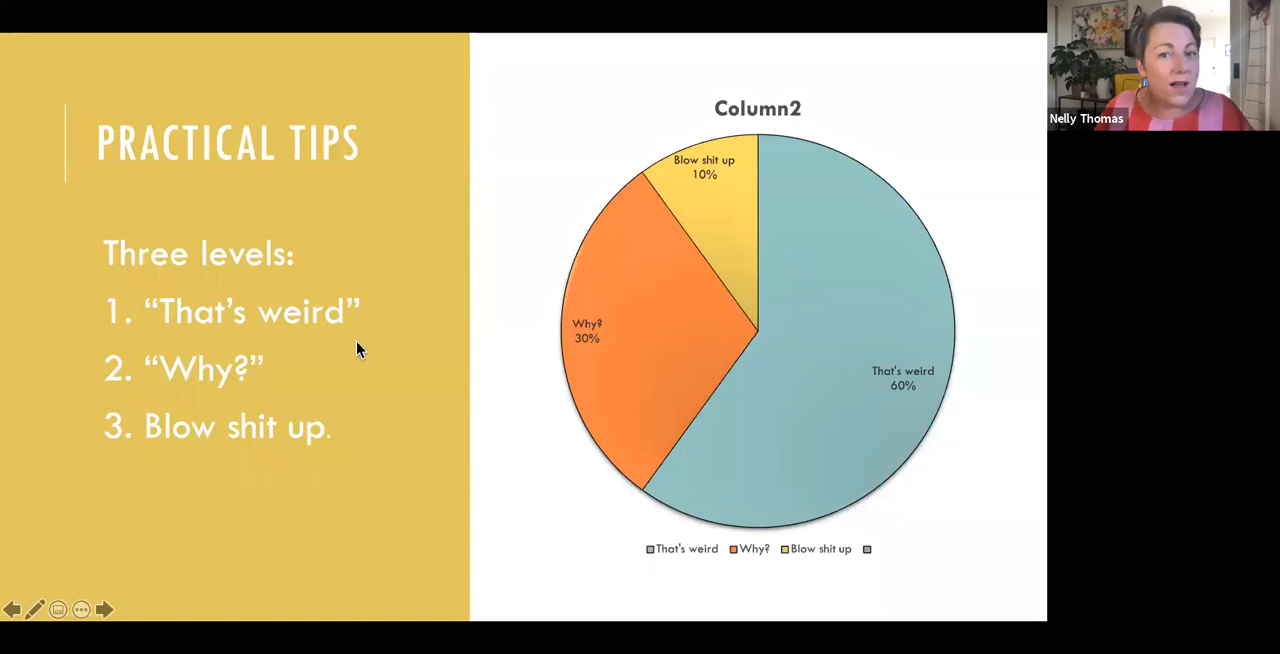 PRACTICAL TIPS
Three levels:
1. “That’s weird”
2. “Why?”
3. Blow shit up.
Column2
Blow shit up
10%
Why?
30%
That's weird
60%
That's weird Why? Blow shit up
Nelly Thomas